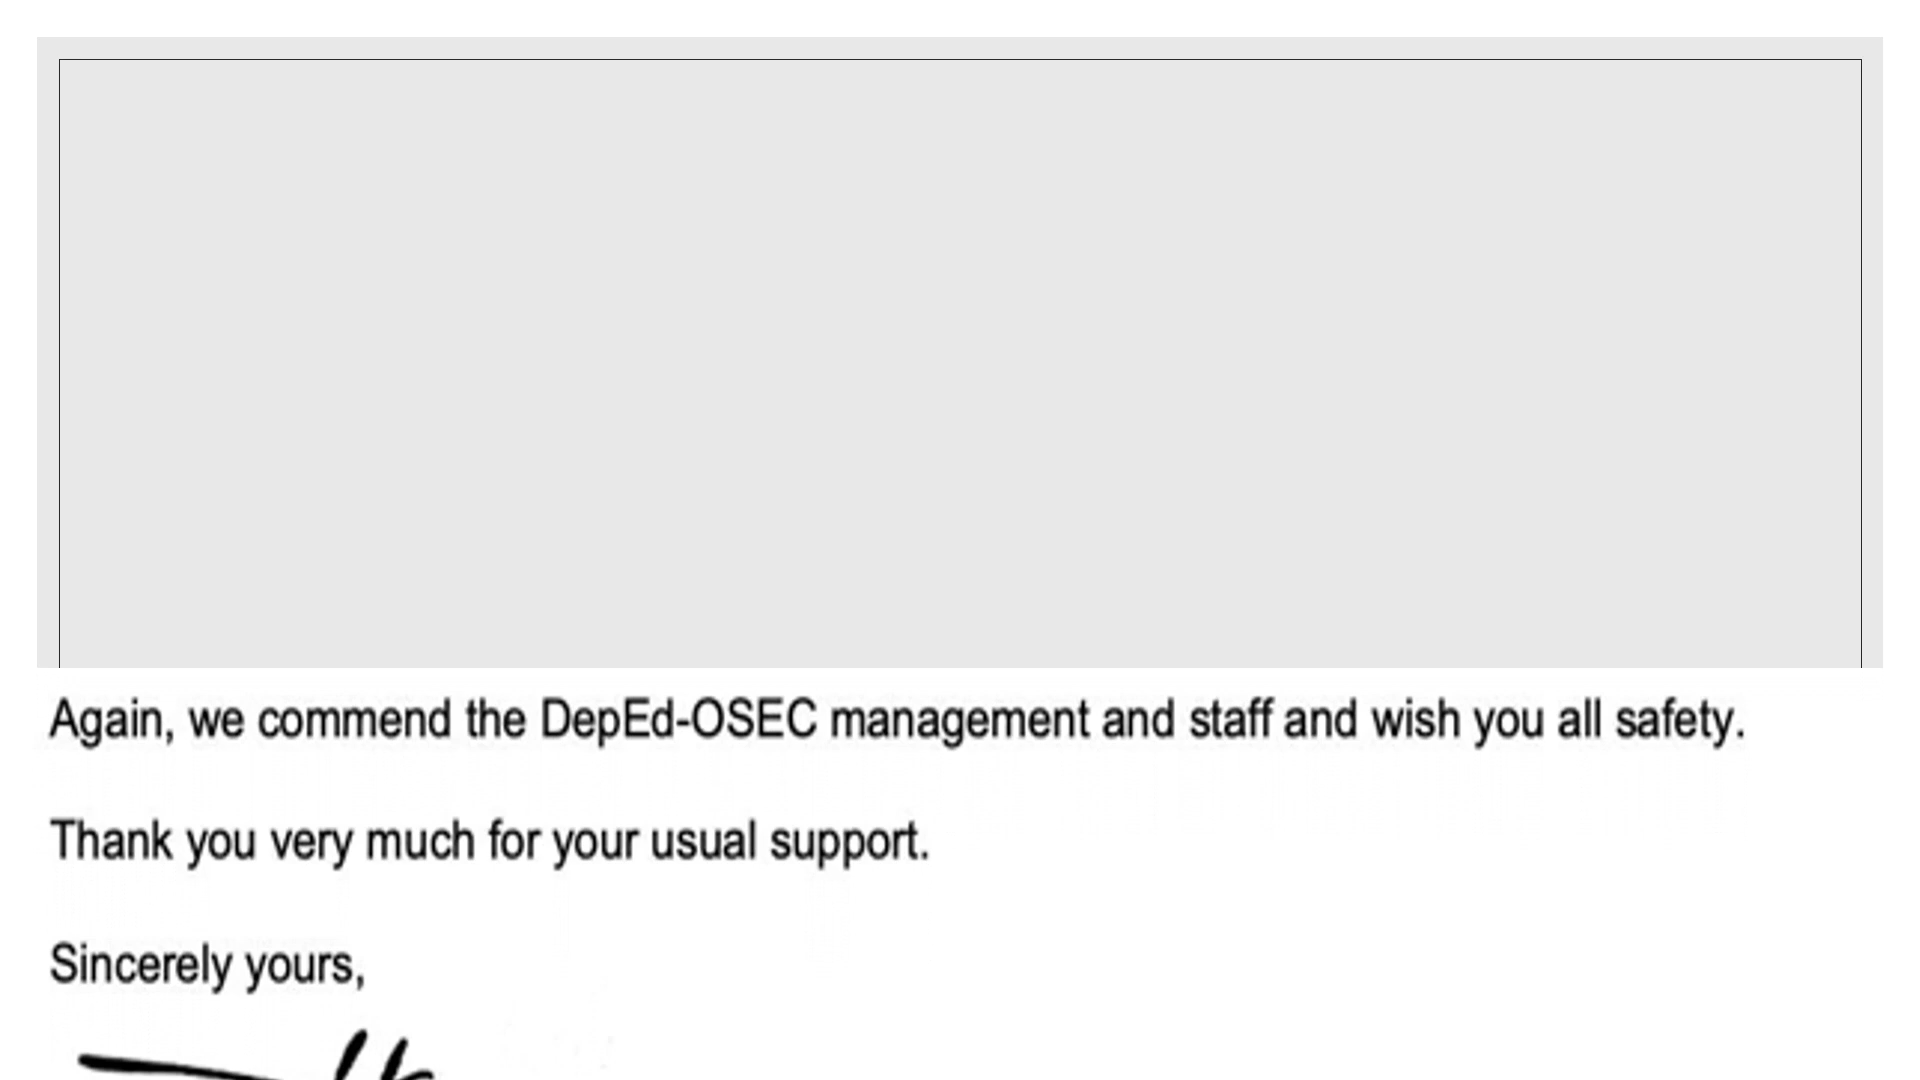 Again, we commend the DepEd-OSEC management and staff and wish you all safety.
Thank you very much for your usual support.
Sincerely yours,